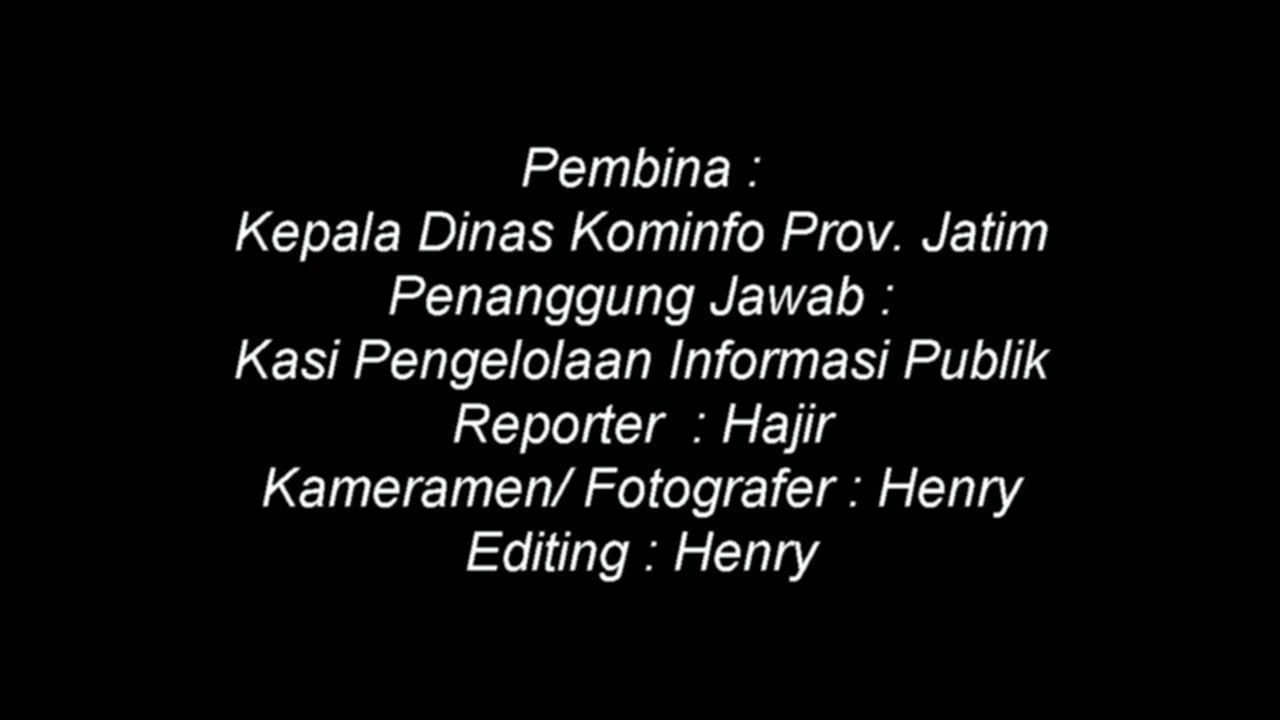 Pembina :
Kepala Dinas Kominfo Prov. Jatim
Penanggung Jawab :
Kasi Pengelolaan Informasi Publik
Reporter  : Hajir
Kameramen/ Fotografer : Henry
Editing : Henry